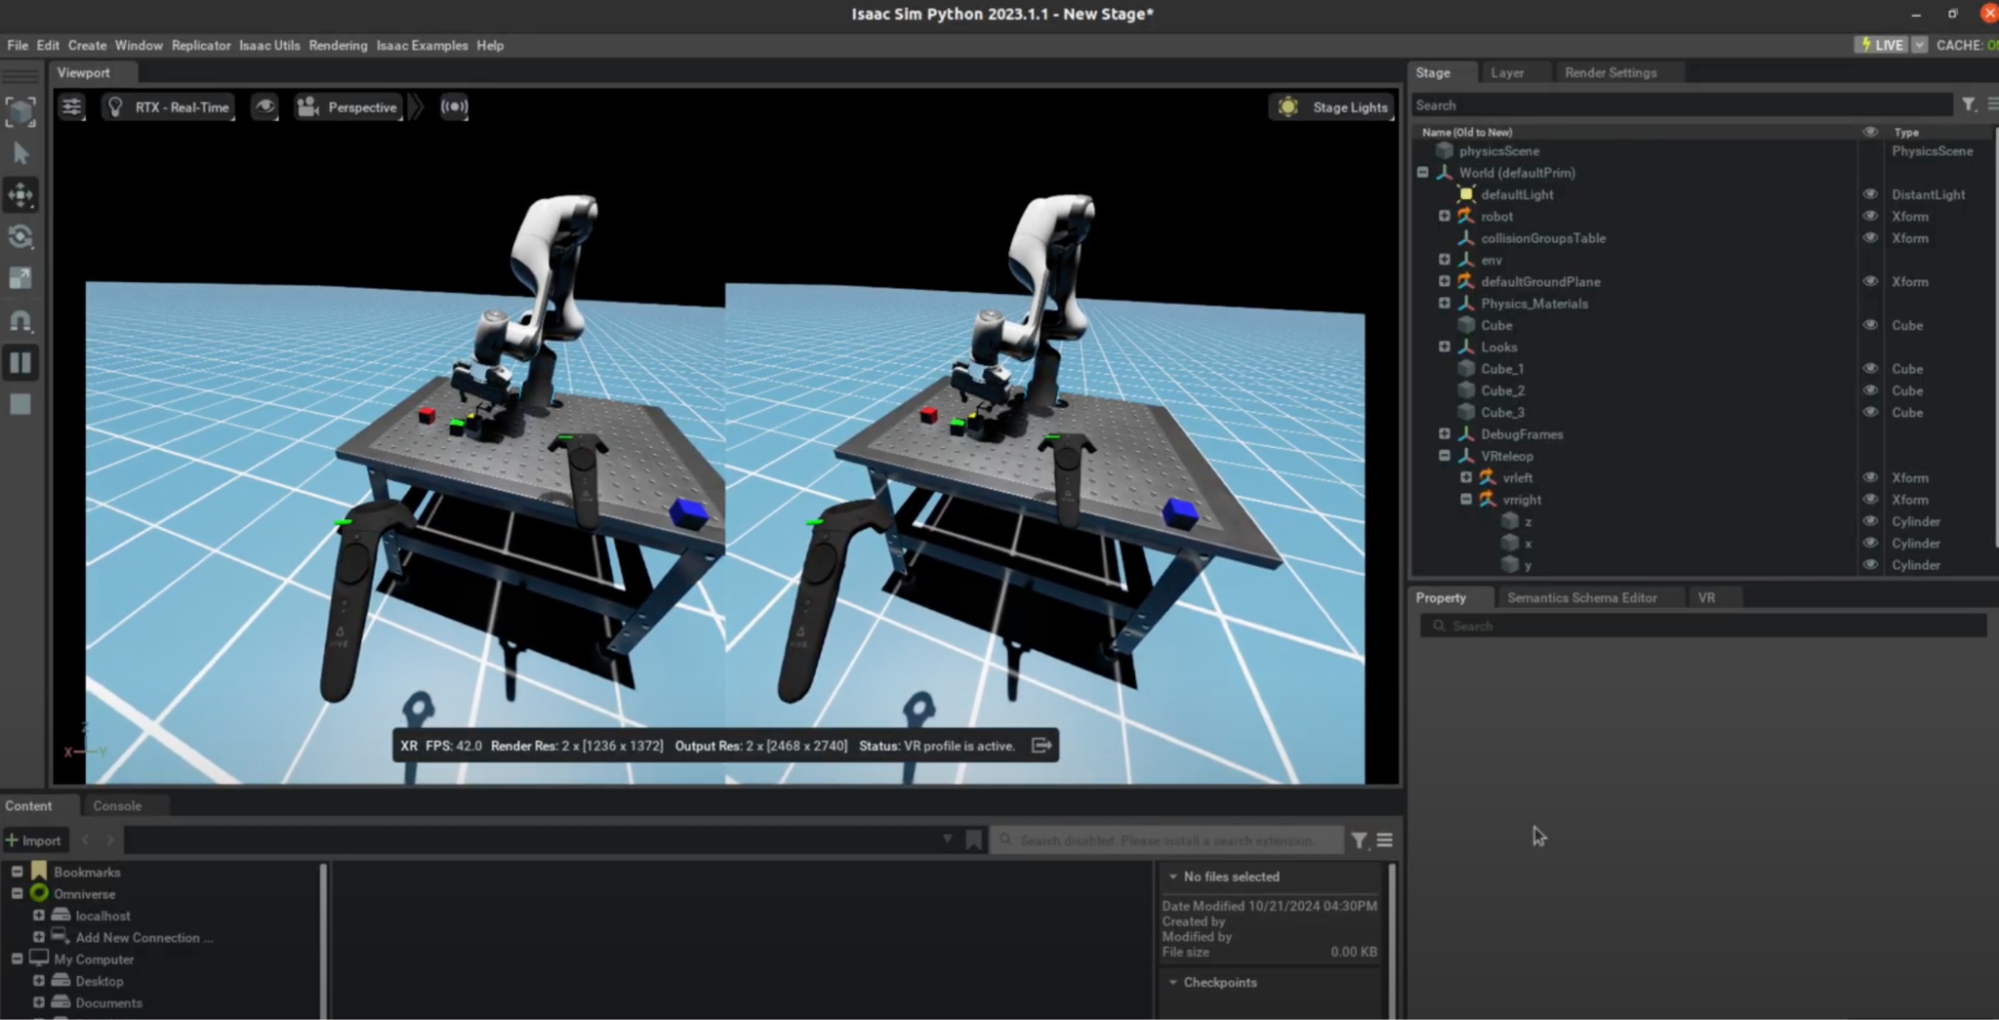 Isaac Sim Python 2023.1.1 - New Stage*
File Edit Create Window Replicator Isaac Utils Rendering Isaac Examples Help
LIVE CACHE:
Viewport
RTX - Real-Time
Perspective
Stage Lights
Stage Layer Render Settings
Search
Name (Old to New) Type
physicsScene PhysicsScene
World (defaultPrim)
defaultLight DistantLight
robot Xform
collisionGroupsTable Xform
env
defaultGroundPlane Xform
Physics_Materials
Cube Cube
Looks
Cube_1 Cube
Cube_2 Cube
Cube_3 Cube
DebugFrames
VRteleop
vrleft Xform
vrright Xform
z Cylinder
x Cylinder
y Cylinder
Property Semantics Schema Editor VR
Search
Z
X Y
XR FPS: 42.0 Render Res: 2 x [1236 x 1372] Output Res: 2 x [2468 x 2740] Status: VR profile is active.
Content Console
Import
Search disabled. Please install a search extension.
Bookmarks
Omniverse
localhost
Add New Connection ...
My Computer
Desktop
Documents
No files selected
Date Modified 10/21/2024 04:30PM
Created by
Modified by
File size 0.00 KB
Checkpoints